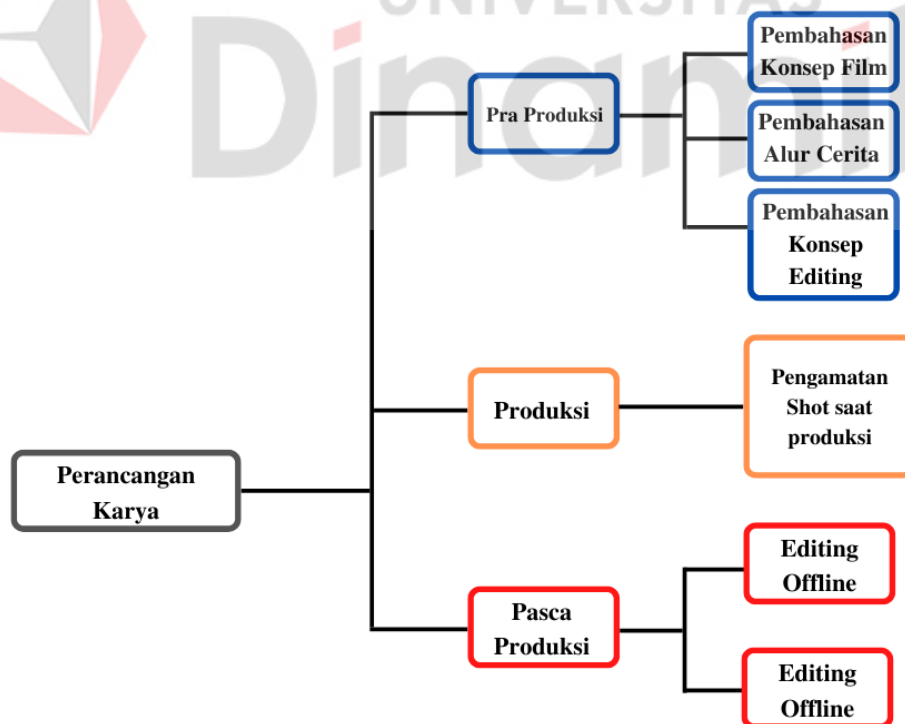 UNIVERSITAS
Dinamika
Pembahasan
Konsep Film
Pra Produksi
Pembahasan
Alur Cerita
Pembahasan
Konsep
Editing
Produksi
Pengamatan
Shot saat
produksi
Perancangan
Karya
Pasca
Produksi
Editing
Offline
Editing
Offline